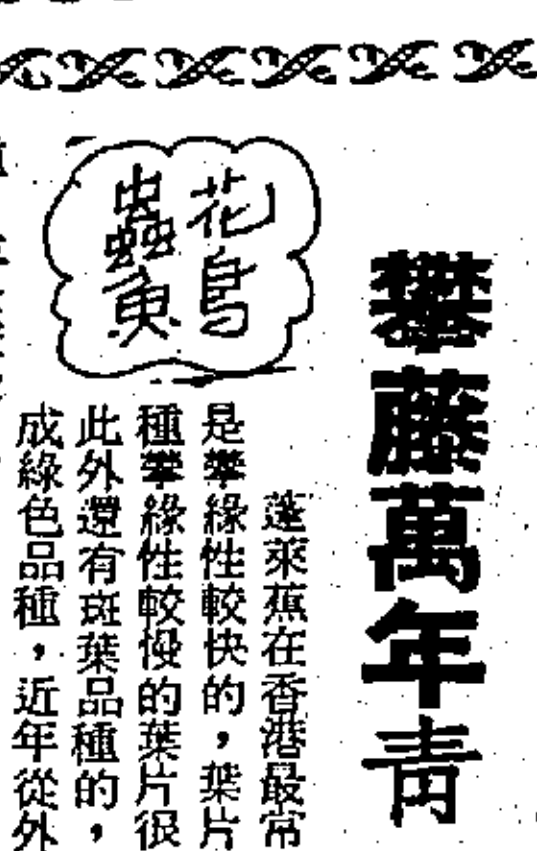 攀藤萬年青
花鳥
蟲魚
蓬萊蕉在香港最常
是攀緣性較快的，葉片
種攀緣性較慢的葉片很
此外還有斑葉品種的，
成綠色品種，近年從外